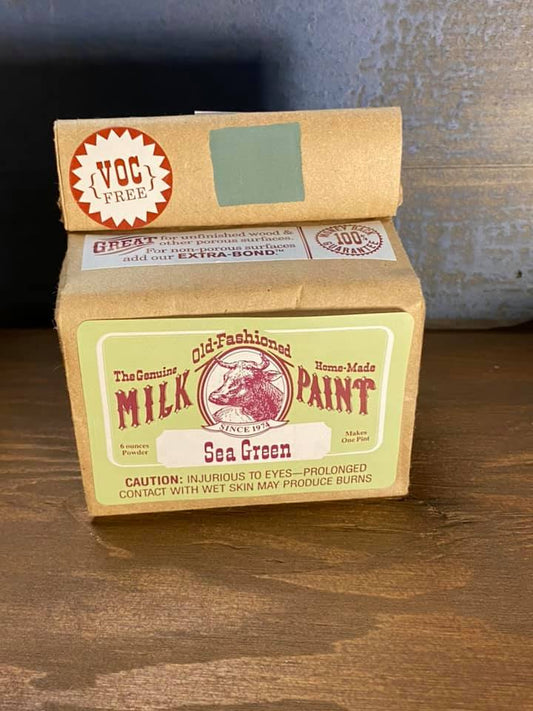 {VOC}
FREE
GREAT for unfinished wood &
other porous surfaces.
For non-porous surfaces
add our EXTRA-BOND™
MONEY BACK
100%
GUARANTEE
Old-Fashioned
The Genuine
Home-Made
MILK PAINT
SINCE 1974
6 ounces
Powder
Sea Green
Makes
One Pint
CAUTION: INJURIOUS TO EYES—PROLONGED
CONTACT WITH WET SKIN MAY PRODUCE BURNS